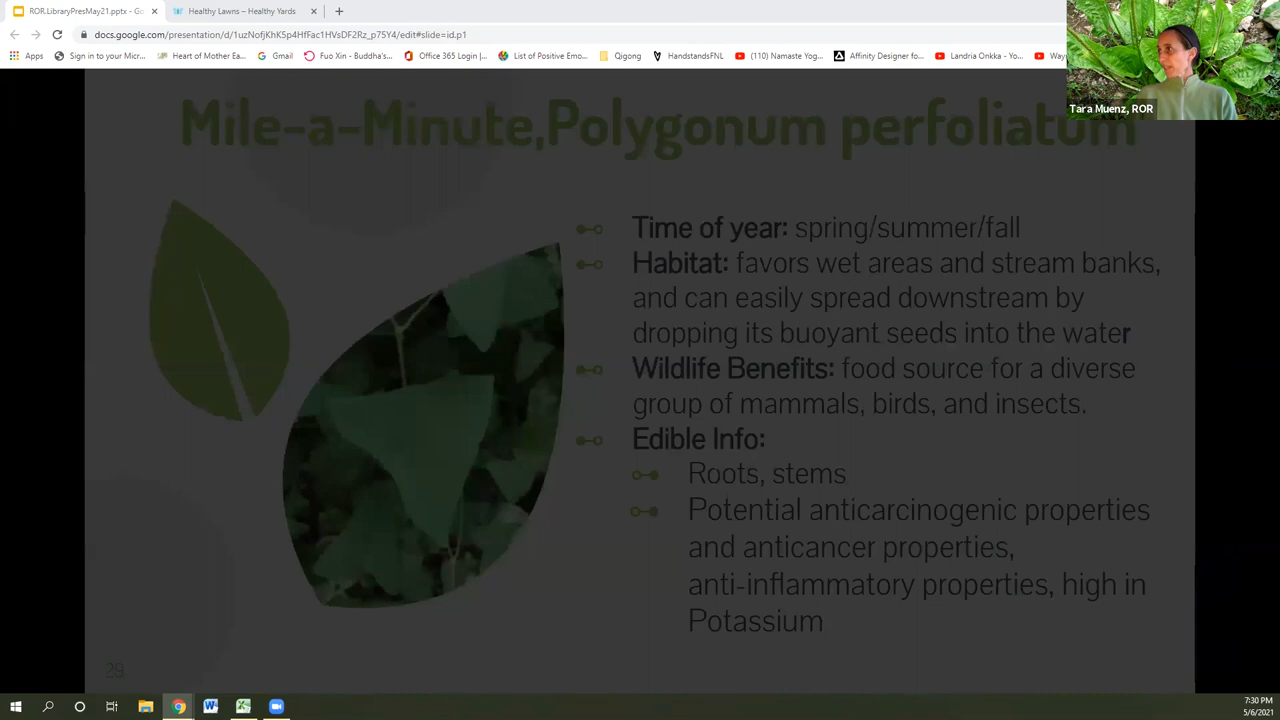 ROR.LibraryPresMay21.pptx - Go
Healthy Lawns – Healthy Yards
docs.google.com/presentation/d/1uzNofjKhK5p4HfFac1HVsDF2Rz_p75Y4/edit#slide=id.p1
Apps
Sign in to your Micr...
Heart of Mother Ea...
Gmail
Fuo Xin - Buddha's...
Office 365 Login |...
List of Positive Emo...
Qigong
HandstandsFNL
(110) Namaste Yog...
Affinity Designer fo...
Landria Onkka - Yo...
Way
Tara Muenz, ROR
Mile-a-Minute,Polygonum perfoliatum
Time of year: spring/summer/fall
Habitat: favors wet areas and stream banks,
and can easily spread downstream by
dropping its buoyant seeds into the water
Wildlife Benefits: food source for a diverse
group of mammals, birds, and insects.
Edible Info:
Roots, stems
Potential anticarcinogenic properties
and anticancer properties,
anti-inflammatory properties, high in
Potassium
29
7:30 PM
5/6/2021